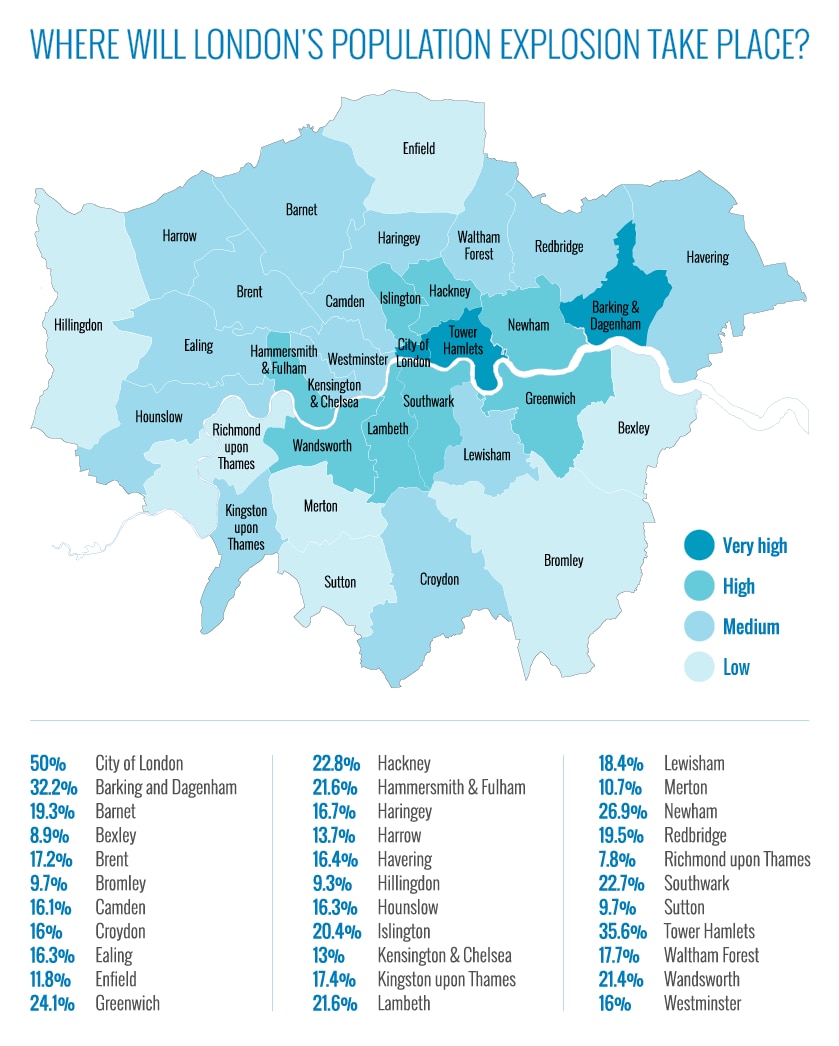 WHERE WILL LONDON'S POPULATION EXPLOSION TAKE PLACE?
Enfield
Barnet
Harrow
Haringey
Waltham
Forest
Redbridge
Havering
Brent
Camden
Islington
Hackney
Barking &
Dagenham
Hillingdon
Ealing
Hammersmith
& Fulham
Westminster
City of
London
Tower
Hamlets
Newham
Kensington
& Chelsea
Hounslow
Richmond
upon
Thames
Wandsworth
Lambeth
Southwark
Greenwich
Lewisham
Bexley
Merton
Kingston
upon
Thames
Sutton
Croydon
Bromley
Very high
High
Medium
Low
50% City of London
32.2% Barking and Dagenham
19.3% Barnet
8.9% Bexley
17.2% Brent
9.7% Bromley
16.1% Camden
16% Croydon
16.3% Ealing
11.8% Enfield
24.1% Greenwich
22.8% Hackney
21.6% Hammersmith & Fulham
16.7% Haringey
13.7% Harrow
16.4% Havering
9.3% Hillingdon
16.3% Hounslow
20.4% Islington
13% Kensington & Chelsea
17.4% Kingston upon Thames
21.6% Lambeth
18.4% Lewisham
10.7% Merton
26.9% Newham
19.5% Redbridge
7.8% Richmond upon Thames
22.7% Southwark
9.7% Sutton
35.6% Tower Hamlets
17.7% Waltham Forest
21.4% Wandsworth
16% Westminster